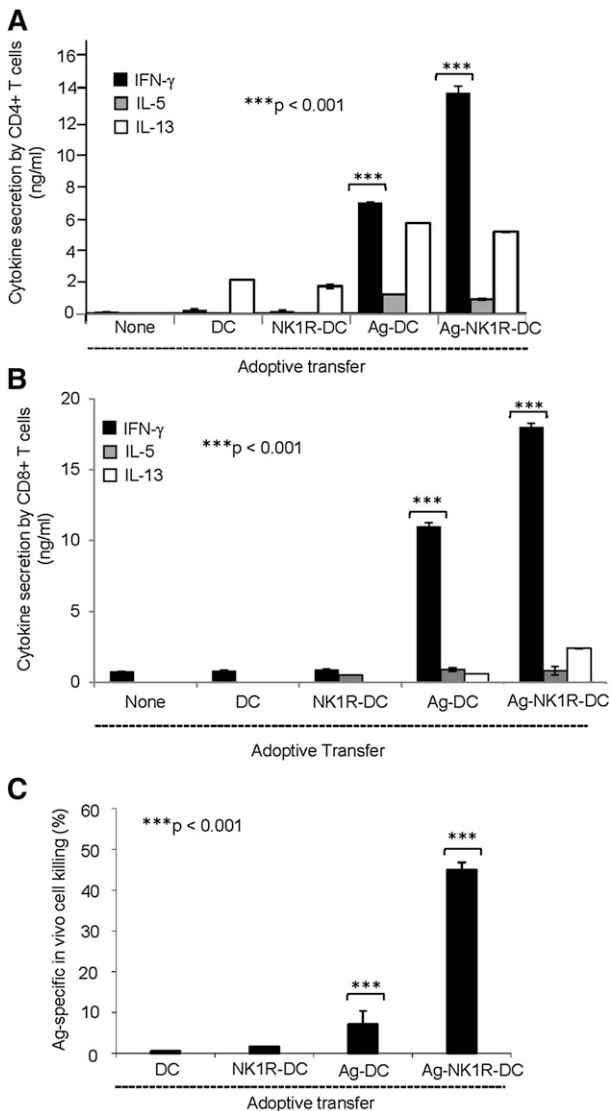 A
Cytokine secretion by CD4+ T cells
(ng/ml)
16
14
12
10
8
6
4
2
0
IFN-γ
IL-5
IL-13
***p < 0.001
***
***
None
DC
NK1R-DC
Ag-DC
Ag-NK1R-DC
Adoptive transfer
B
Cytokine secretion by CD8+ T cells
(ng/ml)
20
15
10
5
0
IFN-γ
IL-5
IL-13
***p < 0.001
***
***
None
DC
NK1R-DC
Ag-DC
Ag-NK1R-DC
Adoptive Transfer
C
Ag-specific in vivo cell killing (%)
60
50
40
30
20
10
0
***p < 0.001
***
***
DC
NK1R-DC
Ag-DC
Ag-NK1R-DC
Adoptive transfer